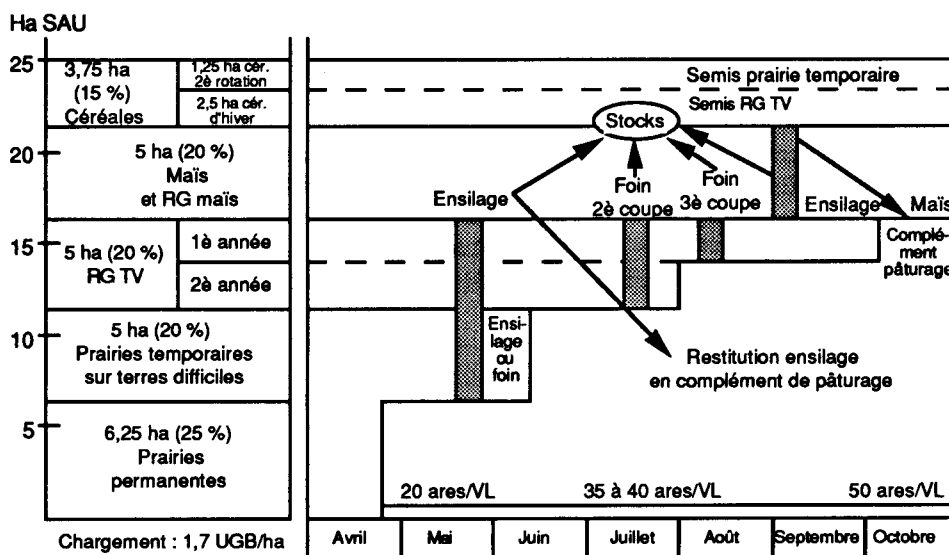 Ha SAU
25
3,75 ha
(15 %)
Céréales
1,25 ha cér.
2è rotation
2,5 ha cér.
d'hiver
Semis prairie temporaire
Semis RG TV
Stocks
20
5 ha (20 %)
Maïs
et RG maïs
Ensilage
Foin
2è coupe
Foin
3è coupe
Ensilage
Maïs
15
5 ha (20 %)
RG TV
1è année
2è année
Complé-
ment
pâturage
10
5 ha (20 %)
Prairies temporaires
sur terres difficiles
Ensi-
lage
ou
foin
Restitution ensilage
en complément de pâturage
5
6,25 ha (25 %)
Prairies
permanentes
20 ares/VL
35 à 40 ares/VL
50 ares/VL
Chargement : 1,7 UGB/ha
Avril
Mai
Juin
Juillet
Août
Septembre
Octobre